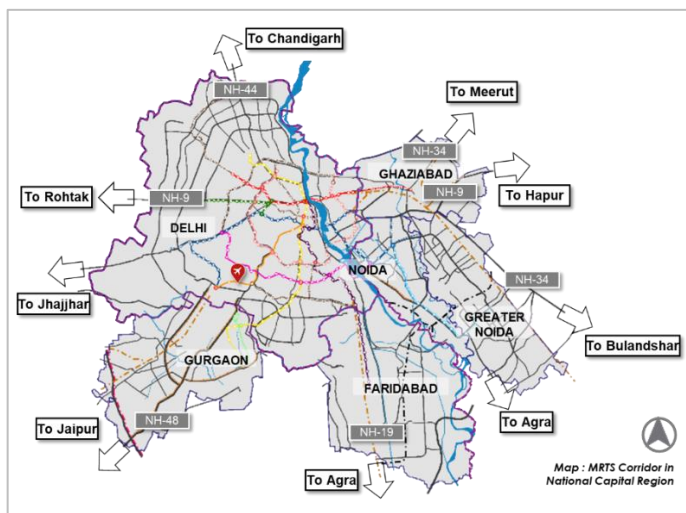 To Chandigarh
NH-44
To Meerut
NH-34
GHAZIABAD
NH-9
To Hapur
To Rohtak
NH-9
DELHI
NOIDA
NH-34
To Jhajjhar
GREATER
NOIDA
To Bulandshar
GURGAON
FARIDABAD
To Jaipur
NH-48
NH-19
To Agra
To Agra
Map : MRTS Corridor in
National Capital Region